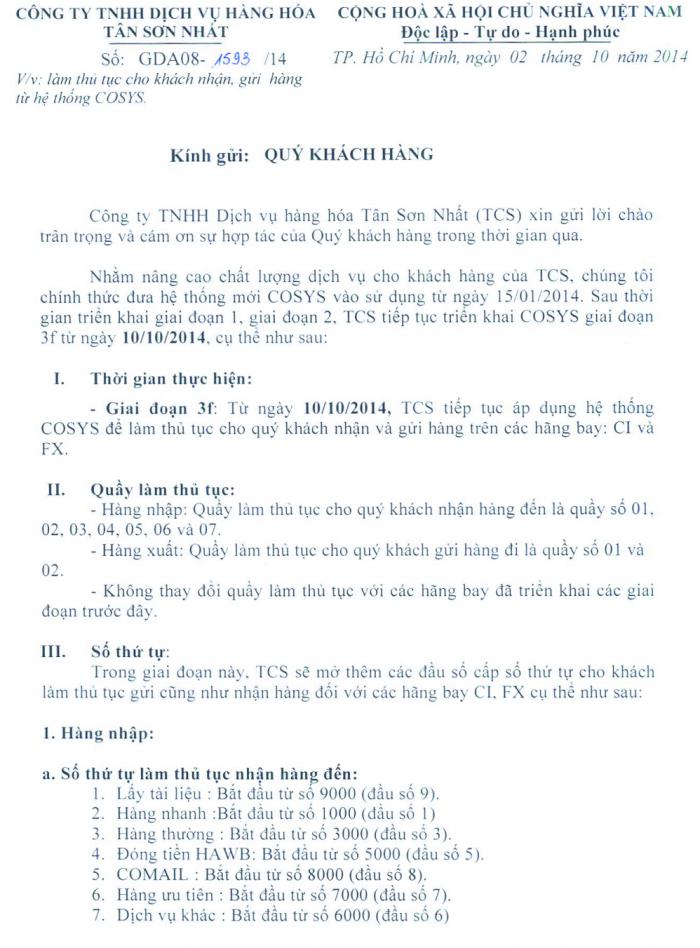 CÔNG TY TNHH DỊCH VỤ HÀNG HÓA
TÂN SƠN NHẤT
CỘNG HOÀ XÃ HỘI CHỦ NGHĨA VIỆT NAM
Độc lập - Tự do - Hạnh phúc
Số: GDA08- 1593 /14
TP. Hồ Chí Minh, ngày 02 tháng 10 năm 2014
V/v: làm thủ tục cho khách nhận, gửi hàng
từ hệ thống COSYS.
Kính gửi: QUÝ KHÁCH HÀNG
Công ty TNHH Dịch vụ hàng hóa Tân Sơn Nhất (TCS) xin gửi lời chào
trân trọng và cám ơn sự hợp tác của Quý khách hàng trong thời gian qua.
Nhằm nâng cao chất lượng dịch vụ cho khách hàng của TCS, chúng tôi
chính thức đưa hệ thống mới COSYS vào sử dụng từ ngày 15/01/2014. Sau thời
gian triển khai giai đoạn 1, giai đoạn 2, TCS tiếp tục triển khai COSYS giai đoạn
3f từ ngày 10/10/2014, cụ thể như sau:
I. Thời gian thực hiện:
- Giai đoạn 3f: Từ ngày 10/10/2014, TCS tiếp tục áp dụng hệ thống
COSYS để làm thủ tục cho quý khách nhận và gửi hàng trên các hãng bay: CI và
FX.
II. Quầy làm thủ tục:
- Hàng nhập: Quầy làm thủ tục cho quý khách nhận hàng đến là quầy số 01,
02, 03, 04, 05, 06 và 07.
- Hàng xuất: Quầy làm thủ tục cho quý khách gửi hàng đi là quầy số 01 và
02.
- Không thay đổi quầy làm thủ tục với các hãng bay đã triển khai các giai
đoạn trước đây.
III. Số thứ tự:
Trong giai đoạn này, TCS sẽ mở thêm các đầu số cấp số thứ tự cho khách
làm thủ tục gửi cũng như nhận hàng đối với các hãng bay CI, FX cụ thể như sau:
1. Hàng nhập:
a. Số thứ tự làm thủ tục nhận hàng đến:
1. Lấy tài liệu : Bắt đầu từ số 9000 (đầu số 9).
2. Hàng nhanh :Bắt đầu từ số 1000 (đầu số 1)
3. Hàng thường : Bắt đầu từ số 3000 (đầu số 3).
4. Đóng tiền HAWB: Bắt đầu từ số 5000 (đầu số 5).
5. COMAIL : Bắt đầu từ số 8000 (đầu số 8).
6. Hàng ưu tiên : Bắt đầu từ số 7000 (đầu số 7).
7. Dịch vụ khác : Bắt đầu từ số 6000 (đầu số 6)